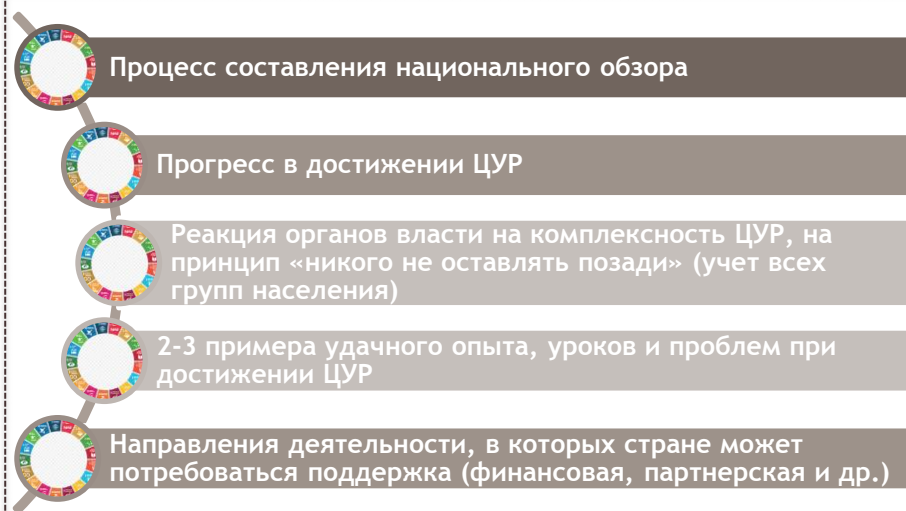 Процесс составления национального обзора
Прогресс в достижении ЦУР
Реакция органов власти на комплексность ЦУР, на
принцип «никого не оставлять позади» (учет всех
групп населения)
2-3 примера удачного опыта, уроков и проблем при
достижении ЦУР
Направления деятельности, в которых стране может
потребоваться поддержка (финансовая, партнерская и др.)